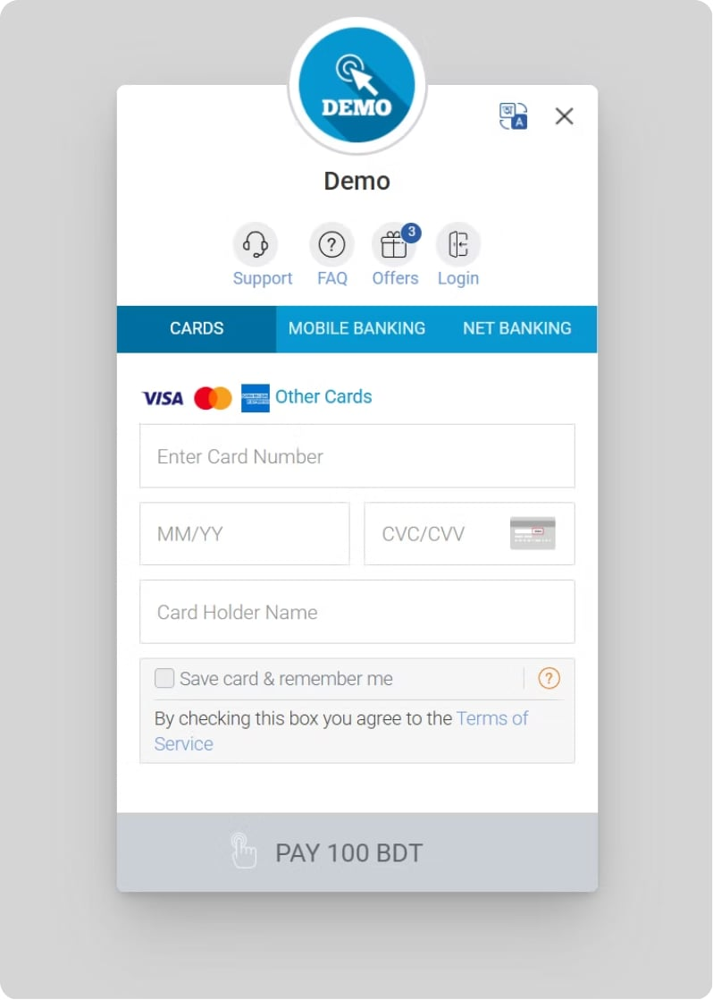 DEMO
অ A
Demo
3
?
Support FAQ Offers Login
CARDS MOBILE BANKING NET BANKING
VISA Other Cards
Enter Card Number
MM/YY CVC/CVV
Card Holder Name
Save card & remember me ?
By checking this box you agree to the Terms of
Service
PAY 100 BDT